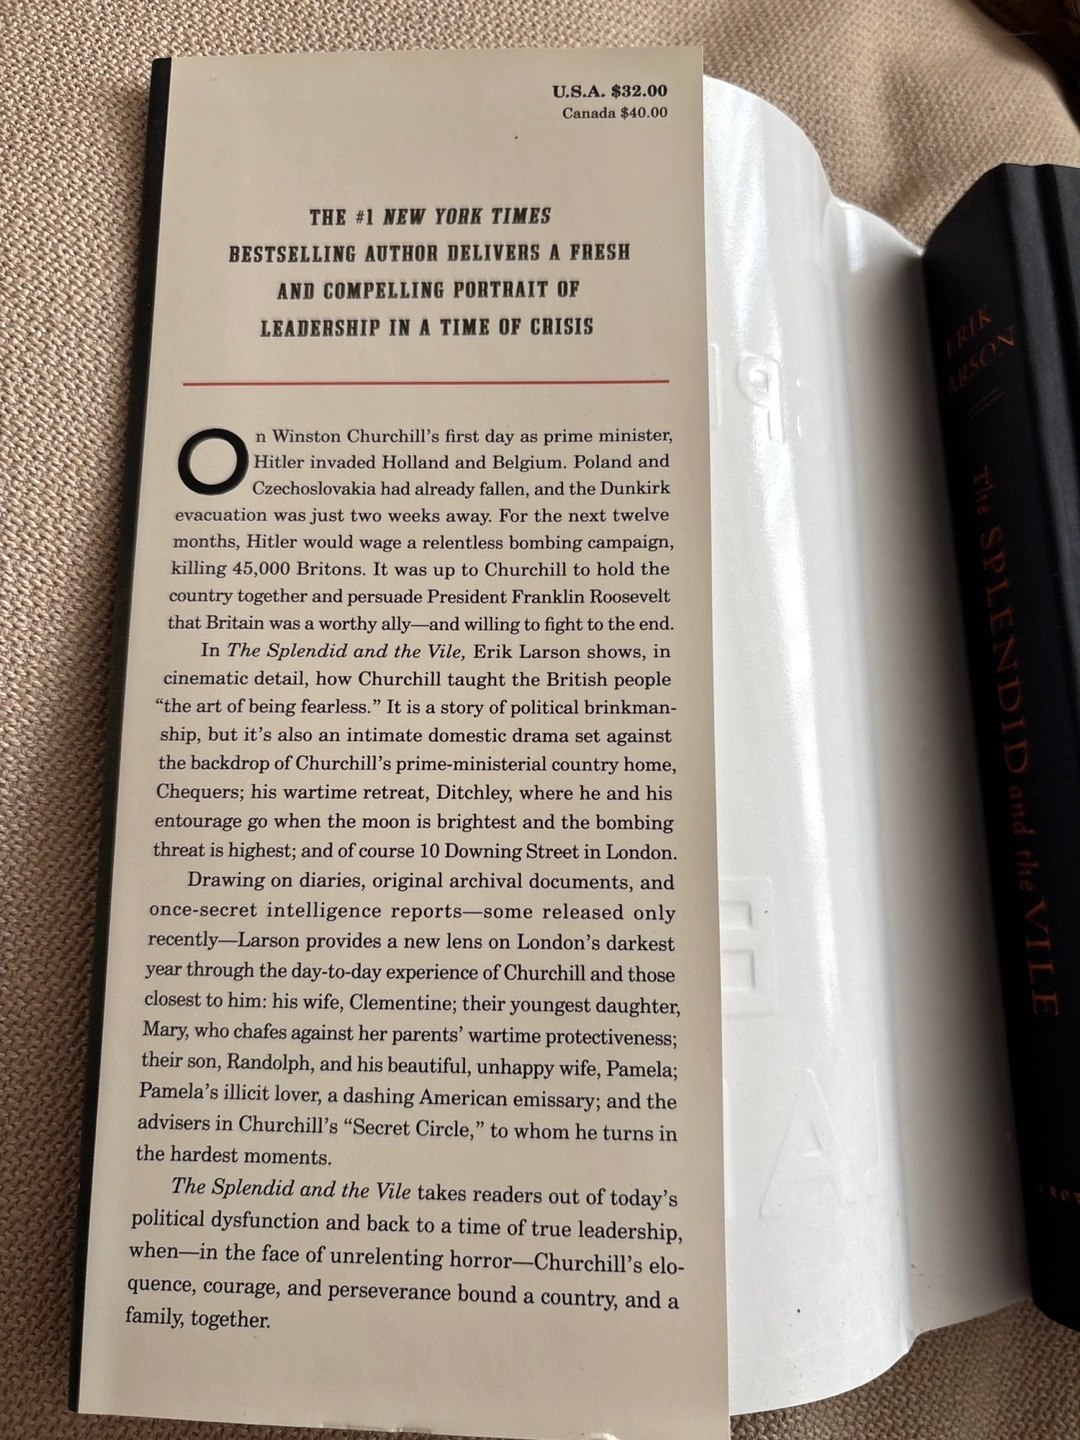 U.S.A. $32.00
Canada $40.00
THE #1 NEW YORK TIMES
BESTSELLING AUTHOR DELIVERS A FRESH
AND COMPELLING PORTRAIT OF
LEADERSHIP IN A TIME OF CRISIS
On Winston Churchill's first day as prime minister,
Hitler invaded Holland and Belgium. Poland and
Czechoslovakia had already fallen, and the Dunkirk
evacuation was just two weeks away. For the next twelve
months, Hitler would wage a relentless bombing campaign,
killing 45,000 Britons. It was up to Churchill to hold the
country together and persuade President Franklin Roosevelt
that Britain was a worthy ally—and willing to fight to the end.
In The Splendid and the Vile, Erik Larson shows, in
cinematic detail, how Churchill taught the British people
“the art of being fearless.” It is a story of political brinkman-
ship, but it's also an intimate domestic drama set against
the backdrop of Churchill's prime-ministerial country home,
Chequers; his wartime retreat, Ditchley, where he and his
entourage go when the moon is brightest and the bombing
threat is highest; and of course 10 Downing Street in London.
Drawing on diaries, original archival documents, and
once-secret intelligence reports—some released only
recently—Larson provides a new lens on London's darkest
year through the day-to-day experience of Churchill and those
closest to him: his wife, Clementine; their youngest daughter,
Mary, who chafes against her parents' wartime protectiveness;
their son, Randolph, and his beautiful, unhappy wife, Pamela;
Pamela's illicit lover, a dashing American emissary; and the
advisers in Churchill's “Secret Circle,” to whom he turns in
the hardest moments.
The Splendid and the Vile takes readers out of today's
political dysfunction and back to a time of true leadership,
when—in the face of unrelenting horror—Churchill's elo-
quence, courage, and perseverance bound a country, and a
family, together.
ERIK
ARSON
The SPLENDID and the VILE